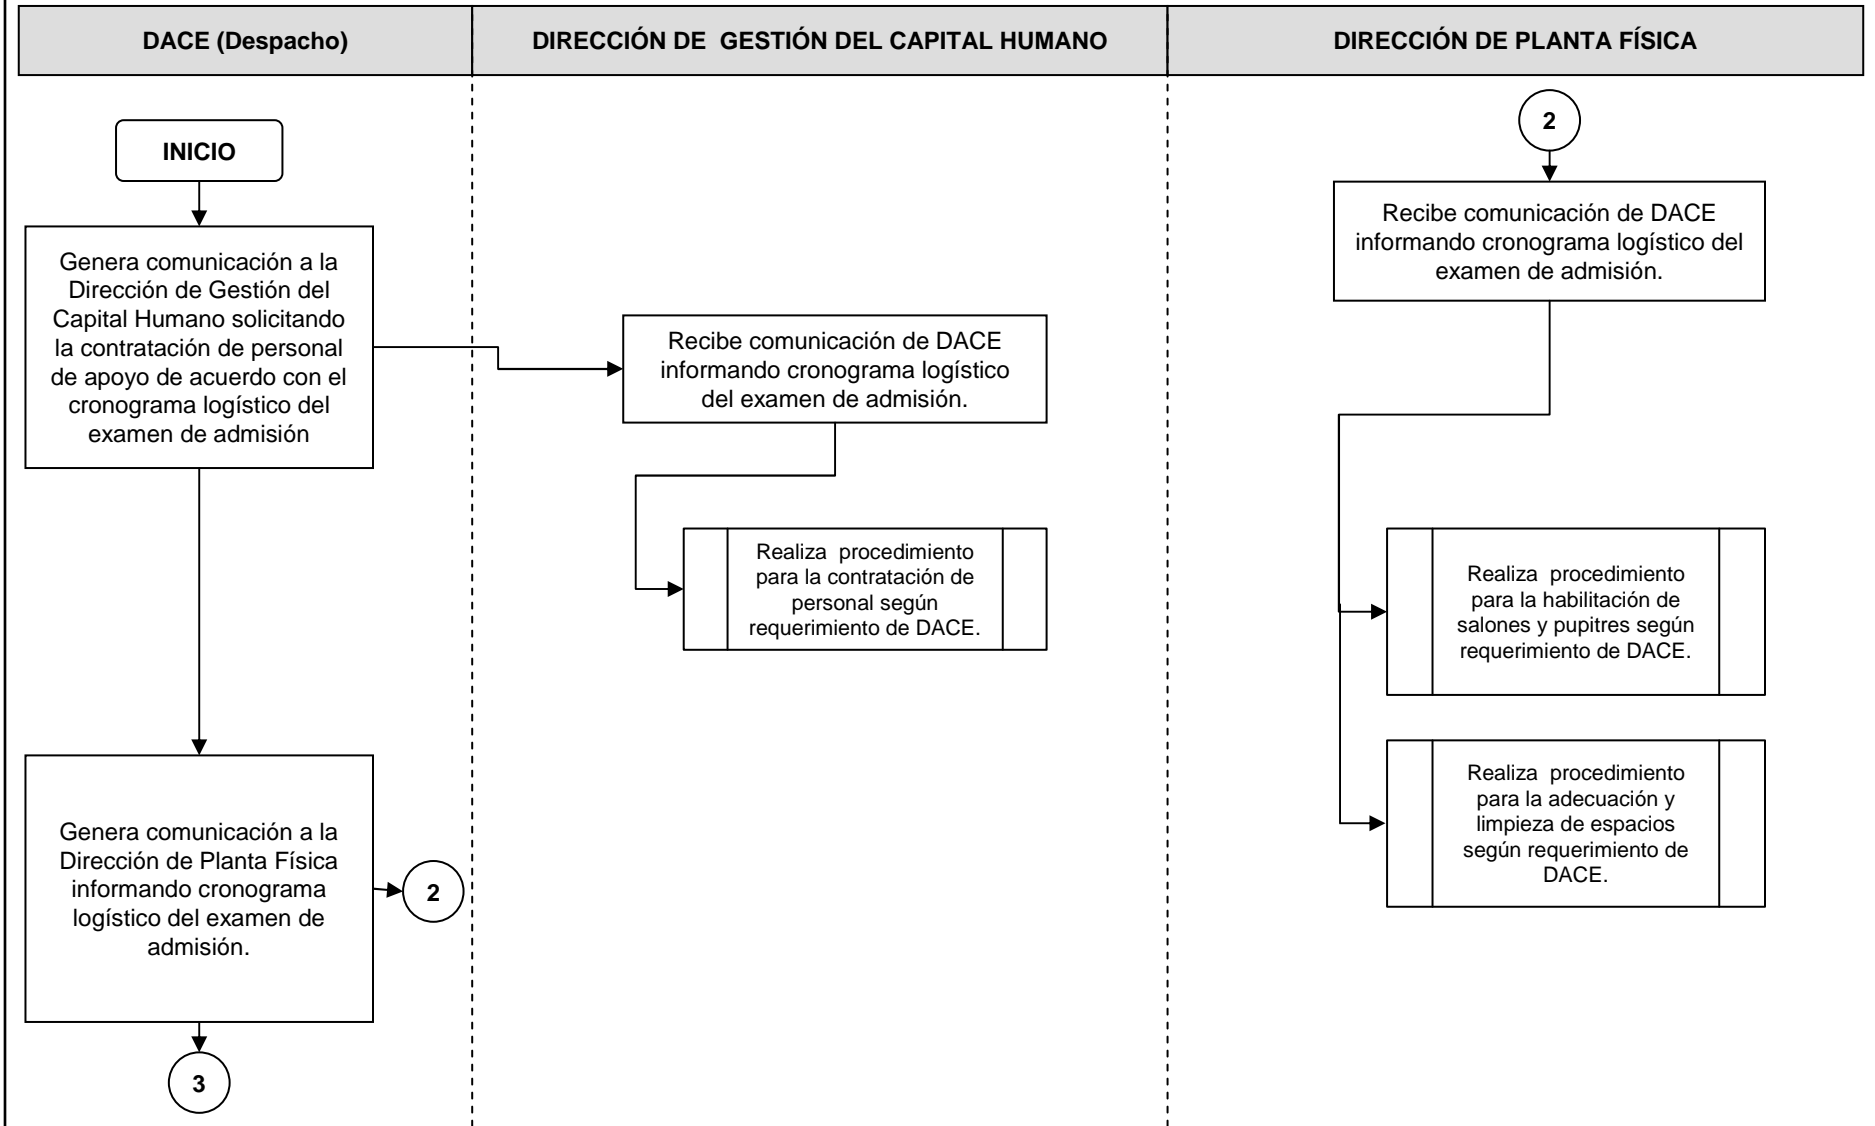 DACE (Despacho)
DIRECCIÓN DE GESTIÓN DEL CAPITAL HUMANO
DIRECCIÓN DE PLANTA FÍSICA
INICIO
Genera comunicación a la
Dirección de Gestión del
Capital Humano solicitando
la contratación de personal
de apoyo de acuerdo con el
cronograma logístico del
examen de admisión
Genera comunicación a la
Dirección de Planta Física
informando cronograma
logístico del examen de
admisión.
2
3
Recibe comunicación de DACE
informando cronograma logístico
del examen de admisión.
Realiza procedimiento
para la contratación de
personal según
requerimiento de DACE.
2
Recibe comunicación de DACE
informando cronograma logístico del
examen de admisión.
Realiza procedimiento
para la habilitación de
salones y pupitres según
requerimiento de DACE.
Realiza procedimiento
para la adecuación y
limpieza de espacios
según requerimiento de
DACE.